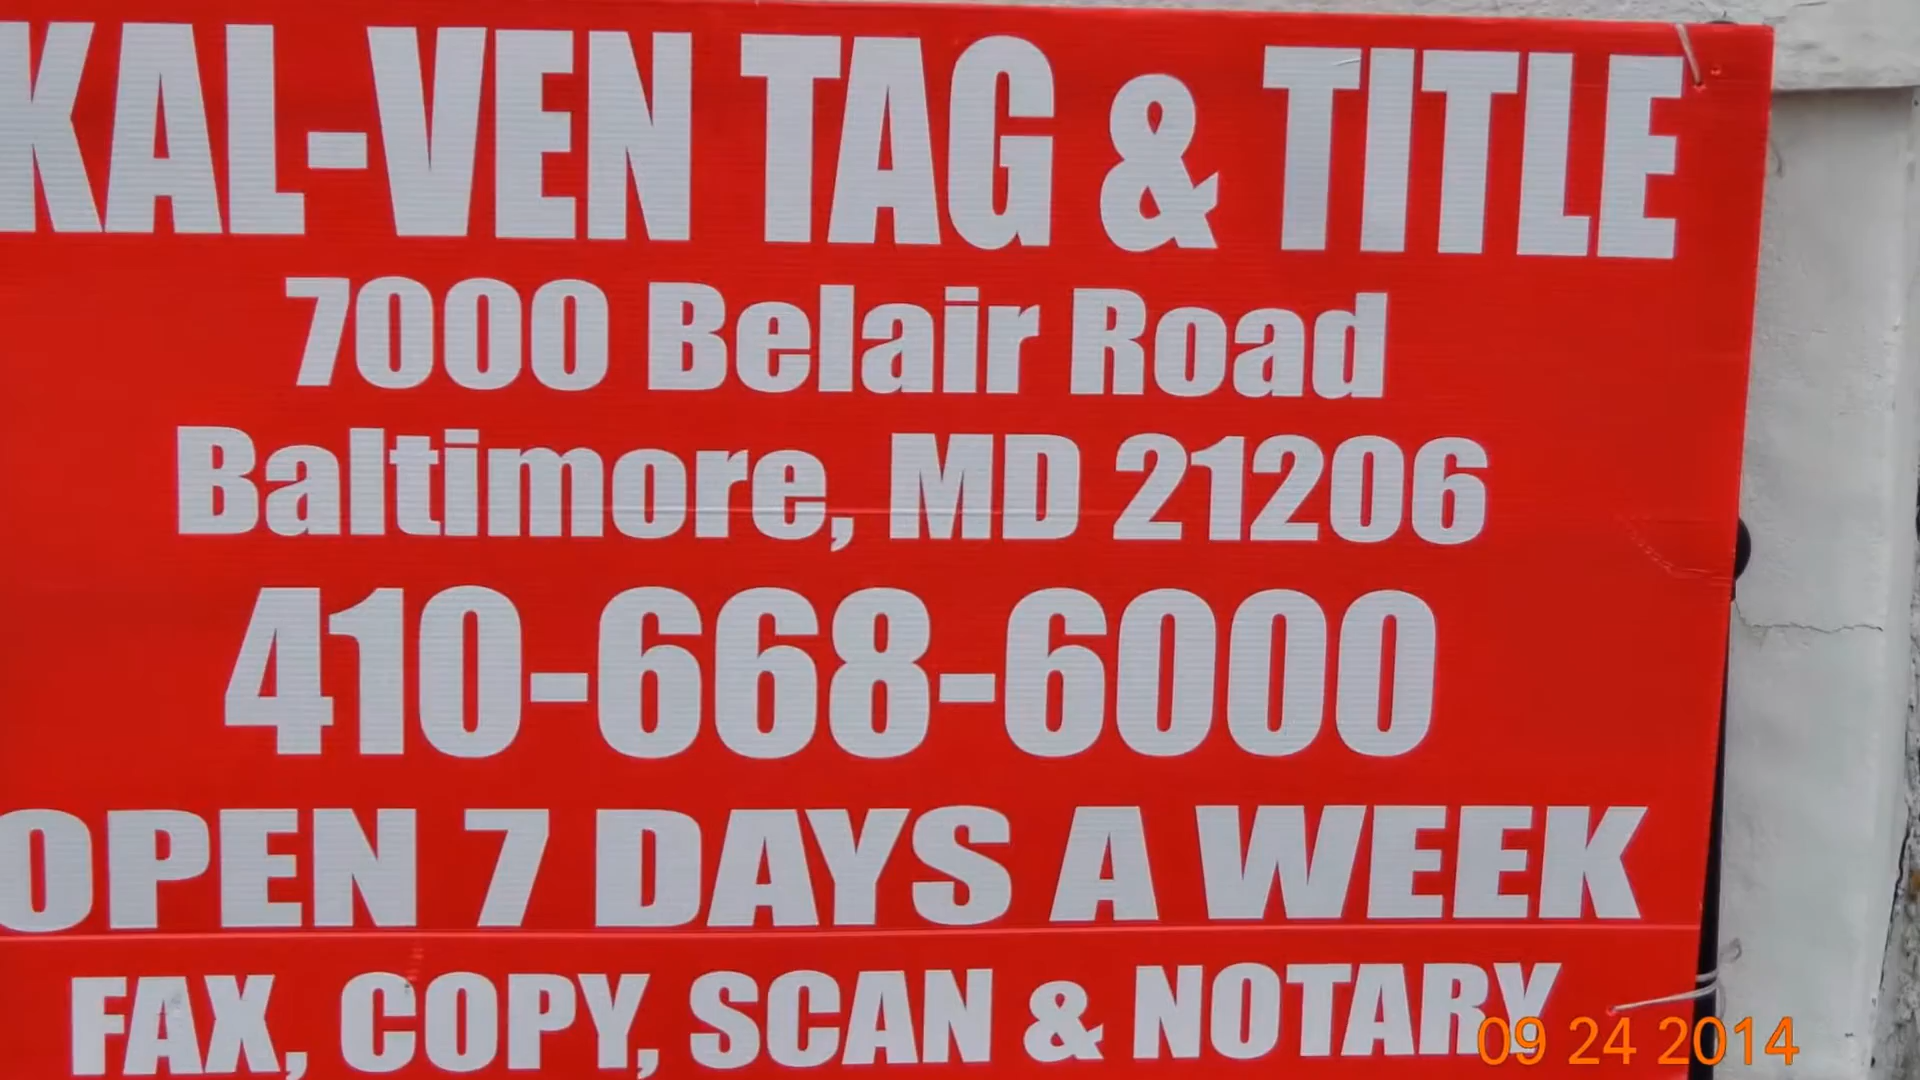 KAL-VEN TAG & TITLE
7000 Belair Road
Baltimore, MD 21206
410-668-6000
OPEN 7 DAYS A WEEK
FAX, COPY, SCAN & NOTARY
09 24 2014